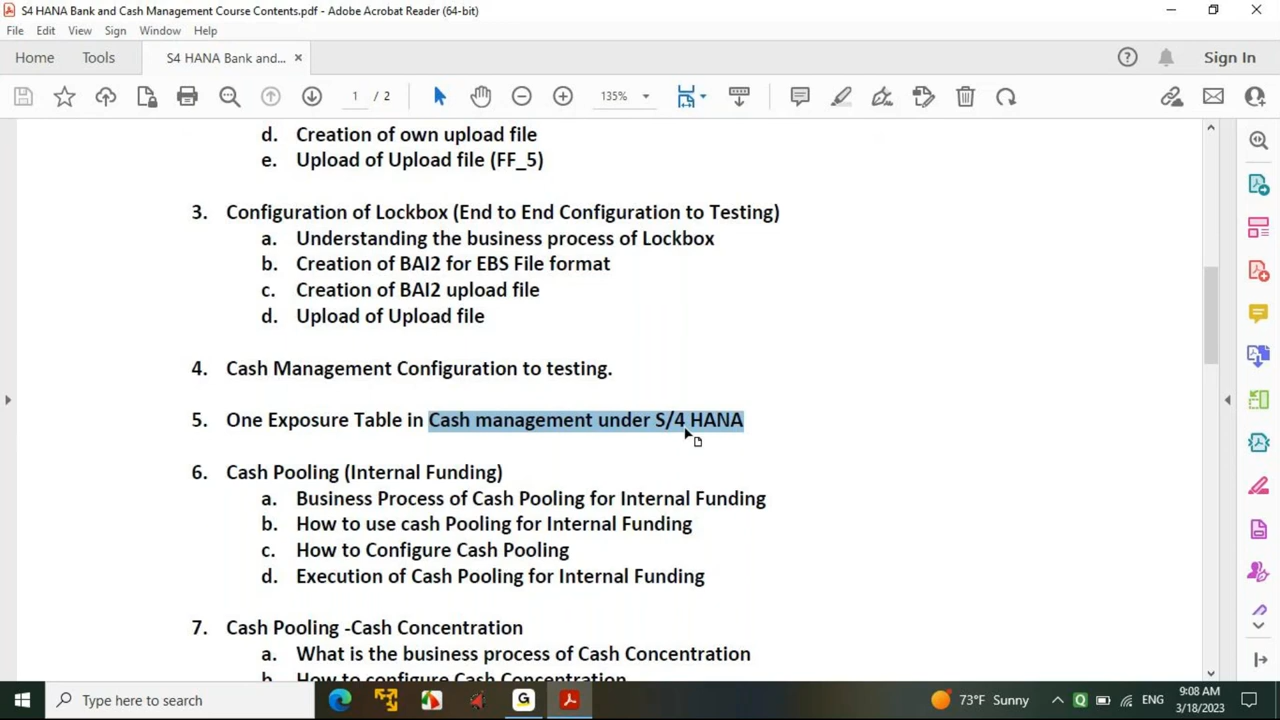 S4 HANA Bank and Cash Management Course Contents.pdf - Adobe Acrobat Reader (64-bit)
File Edit View Sign Window Help
Home Tools S4 HANA Bank and... × Sign In
1 / 2 135%
d. Creation of own upload file
e. Upload of Upload file (FF_5)
3. Configuration of Lockbox (End to End Configuration to Testing)
a. Understanding the business process of Lockbox
b. Creation of BAI2 for EBS File format
c. Creation of BAI2 upload file
d. Upload of Upload file
4. Cash Management Configuration to testing.
5. One Exposure Table in Cash management under S/4 HANA
6. Cash Pooling (Internal Funding)
a. Business Process of Cash Pooling for Internal Funding
b. How to use cash Pooling for Internal Funding
c. How to Configure Cash Pooling
d. Execution of Cash Pooling for Internal Funding
7. Cash Pooling -Cash Concentration
a. What is the business process of Cash Concentration
b. How to configure Cash Concentration
Type here to search 73°F Sunny ENG 9:08 AM
3/18/2023